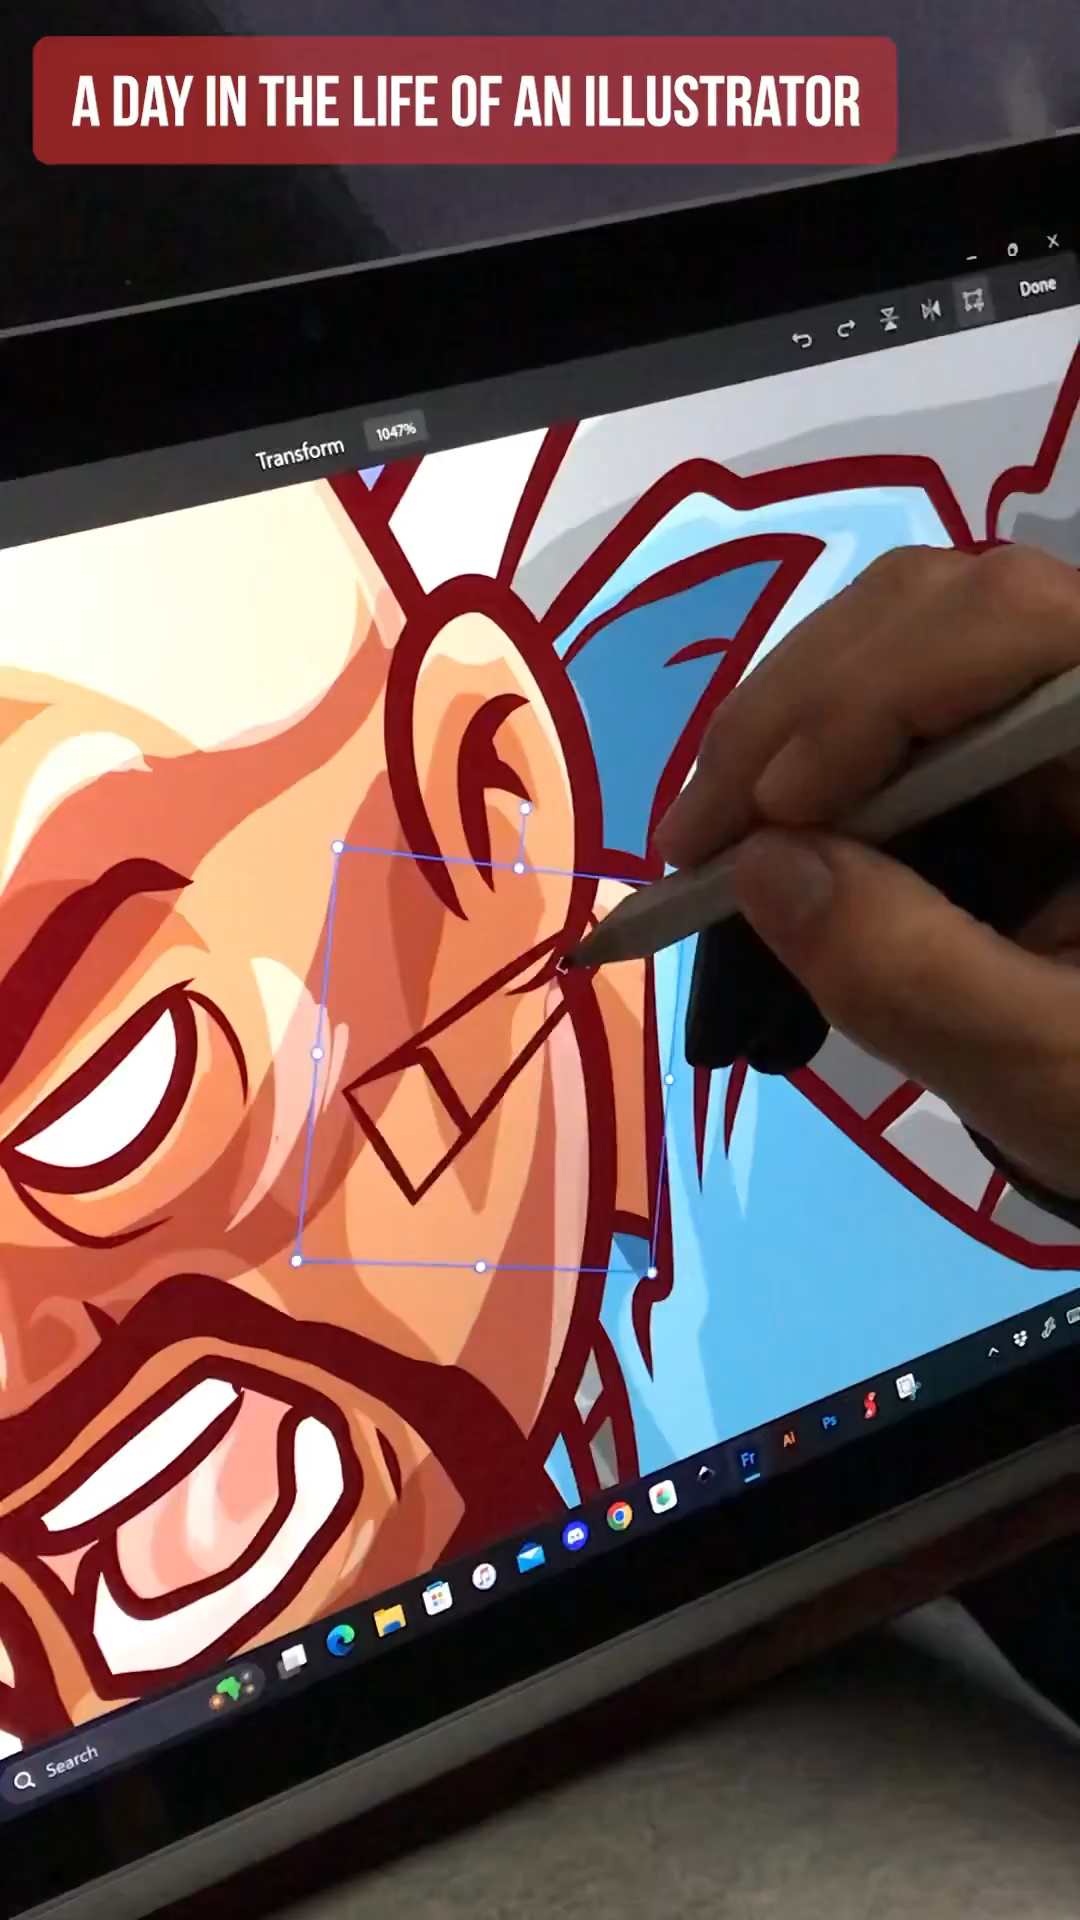 A DAY IN THE LIFE OF AN ILLUSTRATOR
Done
Transform 1047%
Fr Ai Ps
Search